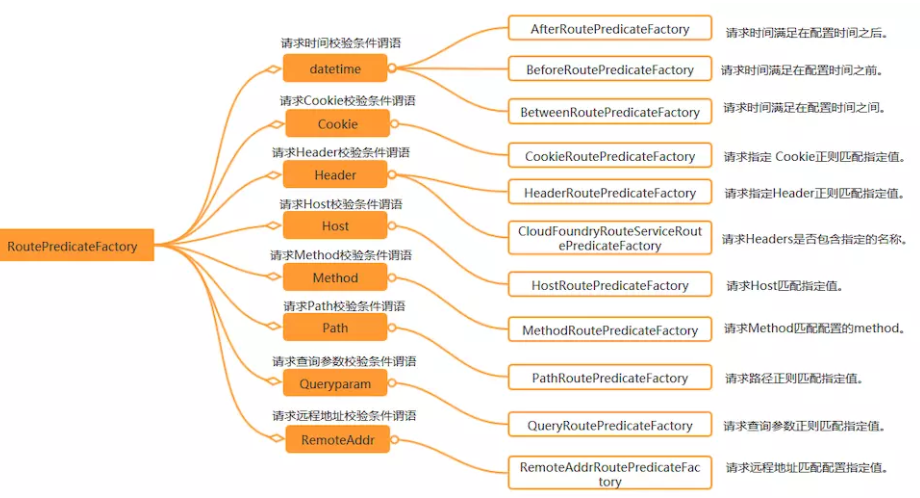 RoutePredicateFactory
请求时间校验条件谓语
datetime
AfterRoutePredicateFactory
请求时间满足在配置时间之后。
BeforeRoutePredicateFactory
请求时间满足在配置时间之前。
BetweenRoutePredicateFactory
请求时间满足在配置时间之间。
请求Cookie校验条件谓语
Cookie
CookieRoutePredicateFactory
请求指定 Cookie正则匹配指定值。
请求Header校验条件谓语
Header
HeaderRoutePredicateFactory
请求指定Header正则匹配指定值。
CloudFoundryRouteServiceRout
ePredicateFactory
请求Headers是否包含指定的名称。
请求Host校验条件谓语
Host
HostRoutePredicateFactory
请求Host匹配指定值。
请求Method校验条件谓语
Method
MethodRoutePredicateFactory
请求Method匹配配置的method。
请求Path校验条件谓语
Path
PathRoutePredicateFactory
请求路径正则匹配指定值。
请求查询参数校验条件谓语
Queryparam
QueryRoutePredicateFactory
请求查询参数正则匹配指定值。
请求远程地址校验条件谓语
RemoteAddr
RemoteAddrRoutePredicateFac
tory
请求远程地址匹配配置指定值。